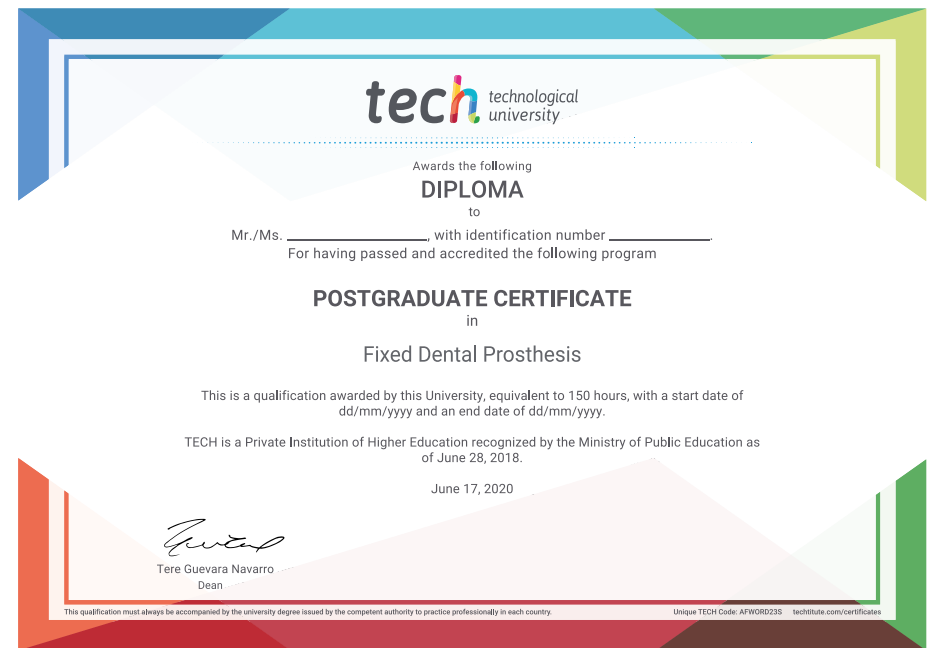 tech technological
university
Awards the following
DIPLOMA
to
Mr./Ms. ____________________, with identification number ______________.
For having passed and accredited the following program
POSTGRADUATE CERTIFICATE
in
Fixed Dental Prosthesis
This is a qualification awarded by this University, equivalent to 150 hours, with a start date of
dd/mm/yyyy and an end date of dd/mm/yyyy.
TECH is a Private Institution of Higher Education recognized by the Ministry of Public Education as
of June 28, 2018.
June 17, 2020
Tere Guevara Navarro
Dean
This qualification must always be accompanied by the university degree issued by the competent authority to practice professionally in each country. Unique TECH Code: AFWORD23S techtitute.com/certificates